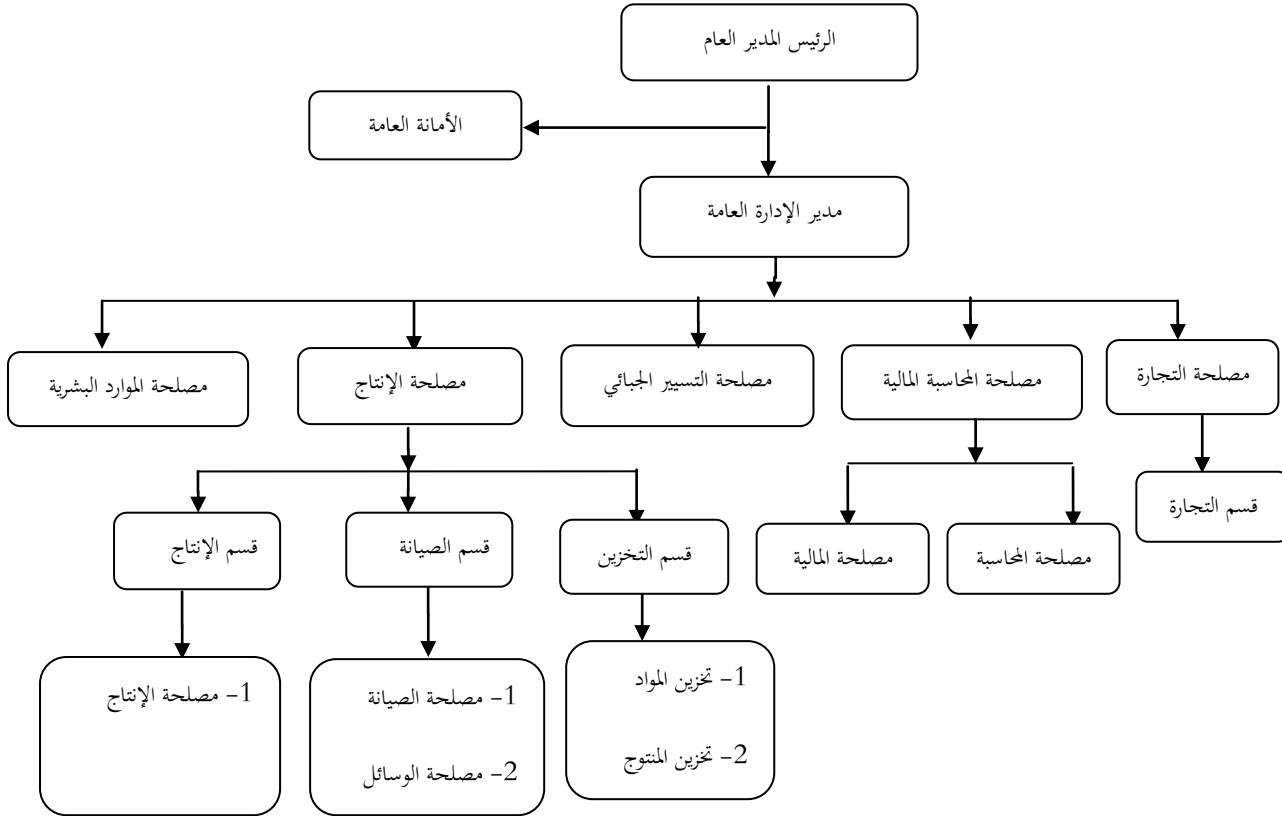 الرئيس المدير العام
الأمانة العامة
مدير الإدارة العامة
مصلحة التجارة
مصلحة المحاسبة المالية
مصلحة التسيير الجبائي
مصلحة الإنتاج
مصلحة الموارد البشرية
قسم التجارة
مصلحة المحاسبة
مصلحة المالية
قسم التخزين
قسم الصيانة
قسم الإنتاج
1- تخزين المواد
2- تخزين المنتوج
1- مصلحة الصيانة
2- مصلحة الوسائل
1- مصلحة الإنتاج